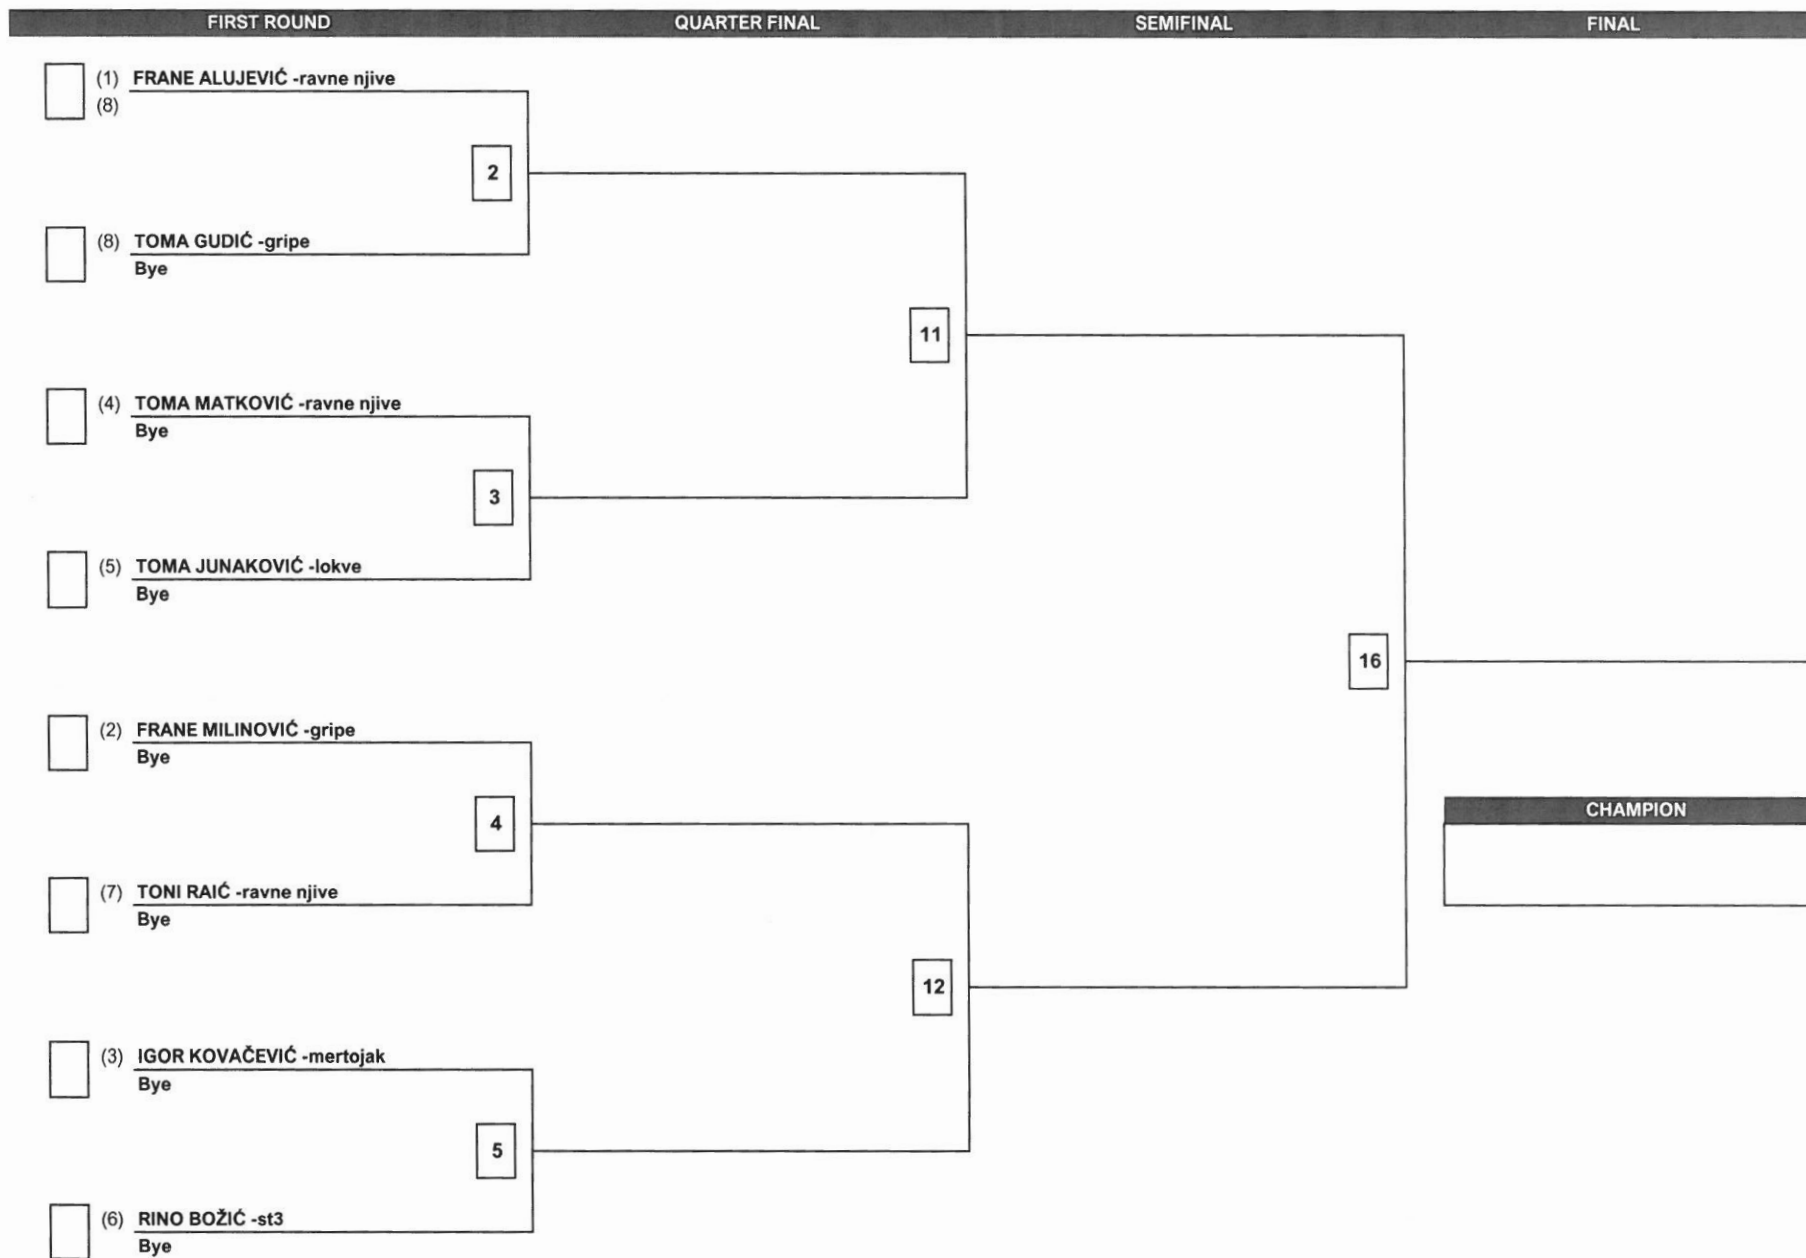 FIRST ROUND QUARTER FINAL SEMIFINAL FINAL
(1) FRANE ALUJEVIĆ -ravne njive
(8)
2
(8) TOMA GUDIĆ -gripe
Bye
11
(4) TOMA MATKOVIĆ -ravne njive
Bye
3
(5) TOMA JUNAKOVIĆ -lokve
Bye
16
(2) FRANE MILINOVIĆ -gripe
Bye
CHAMPION
4
(7) TONI RAIĆ -ravne njive
Bye
12
(3) IGOR KOVAČEVIĆ -mertojak
Bye
5
(6) RINO BOŽIĆ -st3
Bye